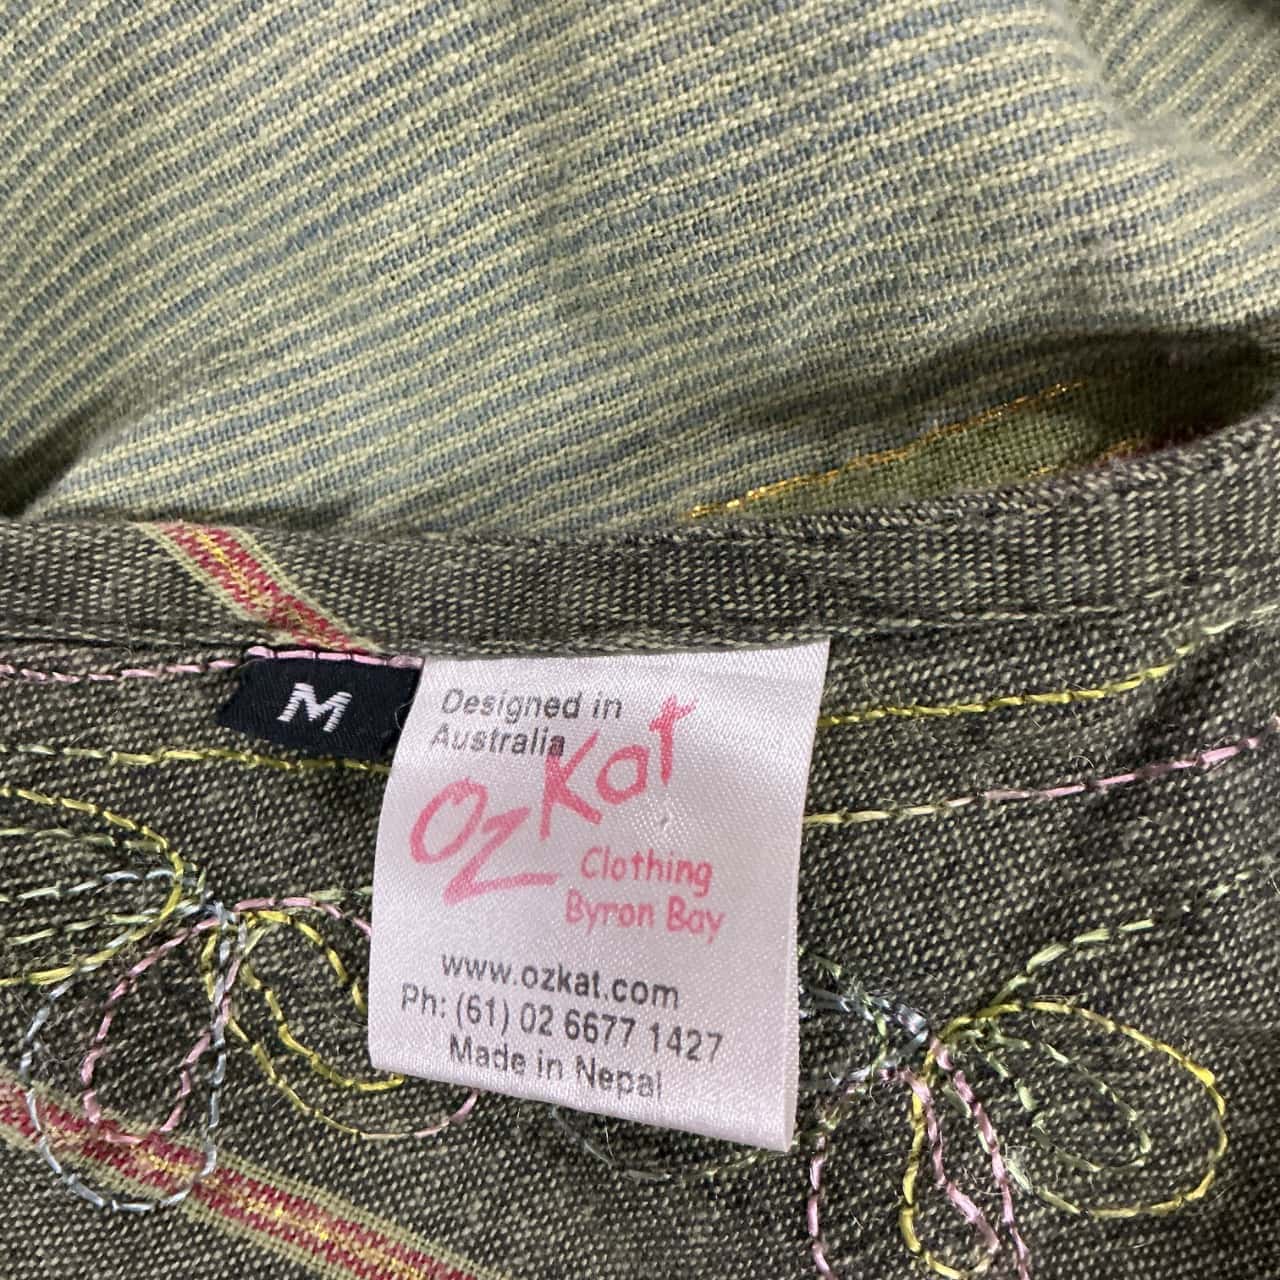 M
Designed in
Australia
OZKat
Clothing
Byron Bay
www.ozkat.com
Ph: (61) 02 6677 1427
Made in Nepal